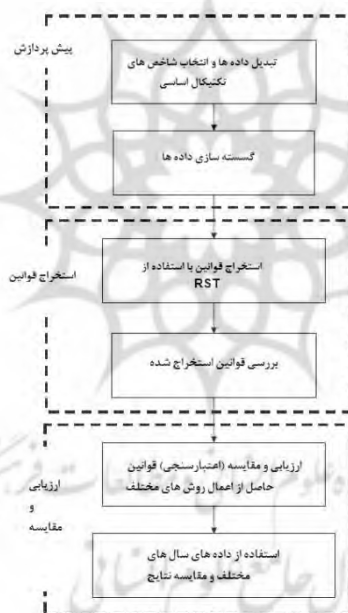 پیش پردازش
تبدیل داده ها و انتخاب شاخص های
تکنیکال اساسی
گسسته سازی داده ها
استخراج قوانین
استخراج قوانین با استفاده از
RST
بررسی قوانین استخراج شده
ارزیابی
و
مقایسه
ارزیابی و مقایسه (اعتبارسنجی) قوانین
حاصل از اعمال روش های مختلف
استفاده از داده های سال های
مختلف و مقایسه نتایج